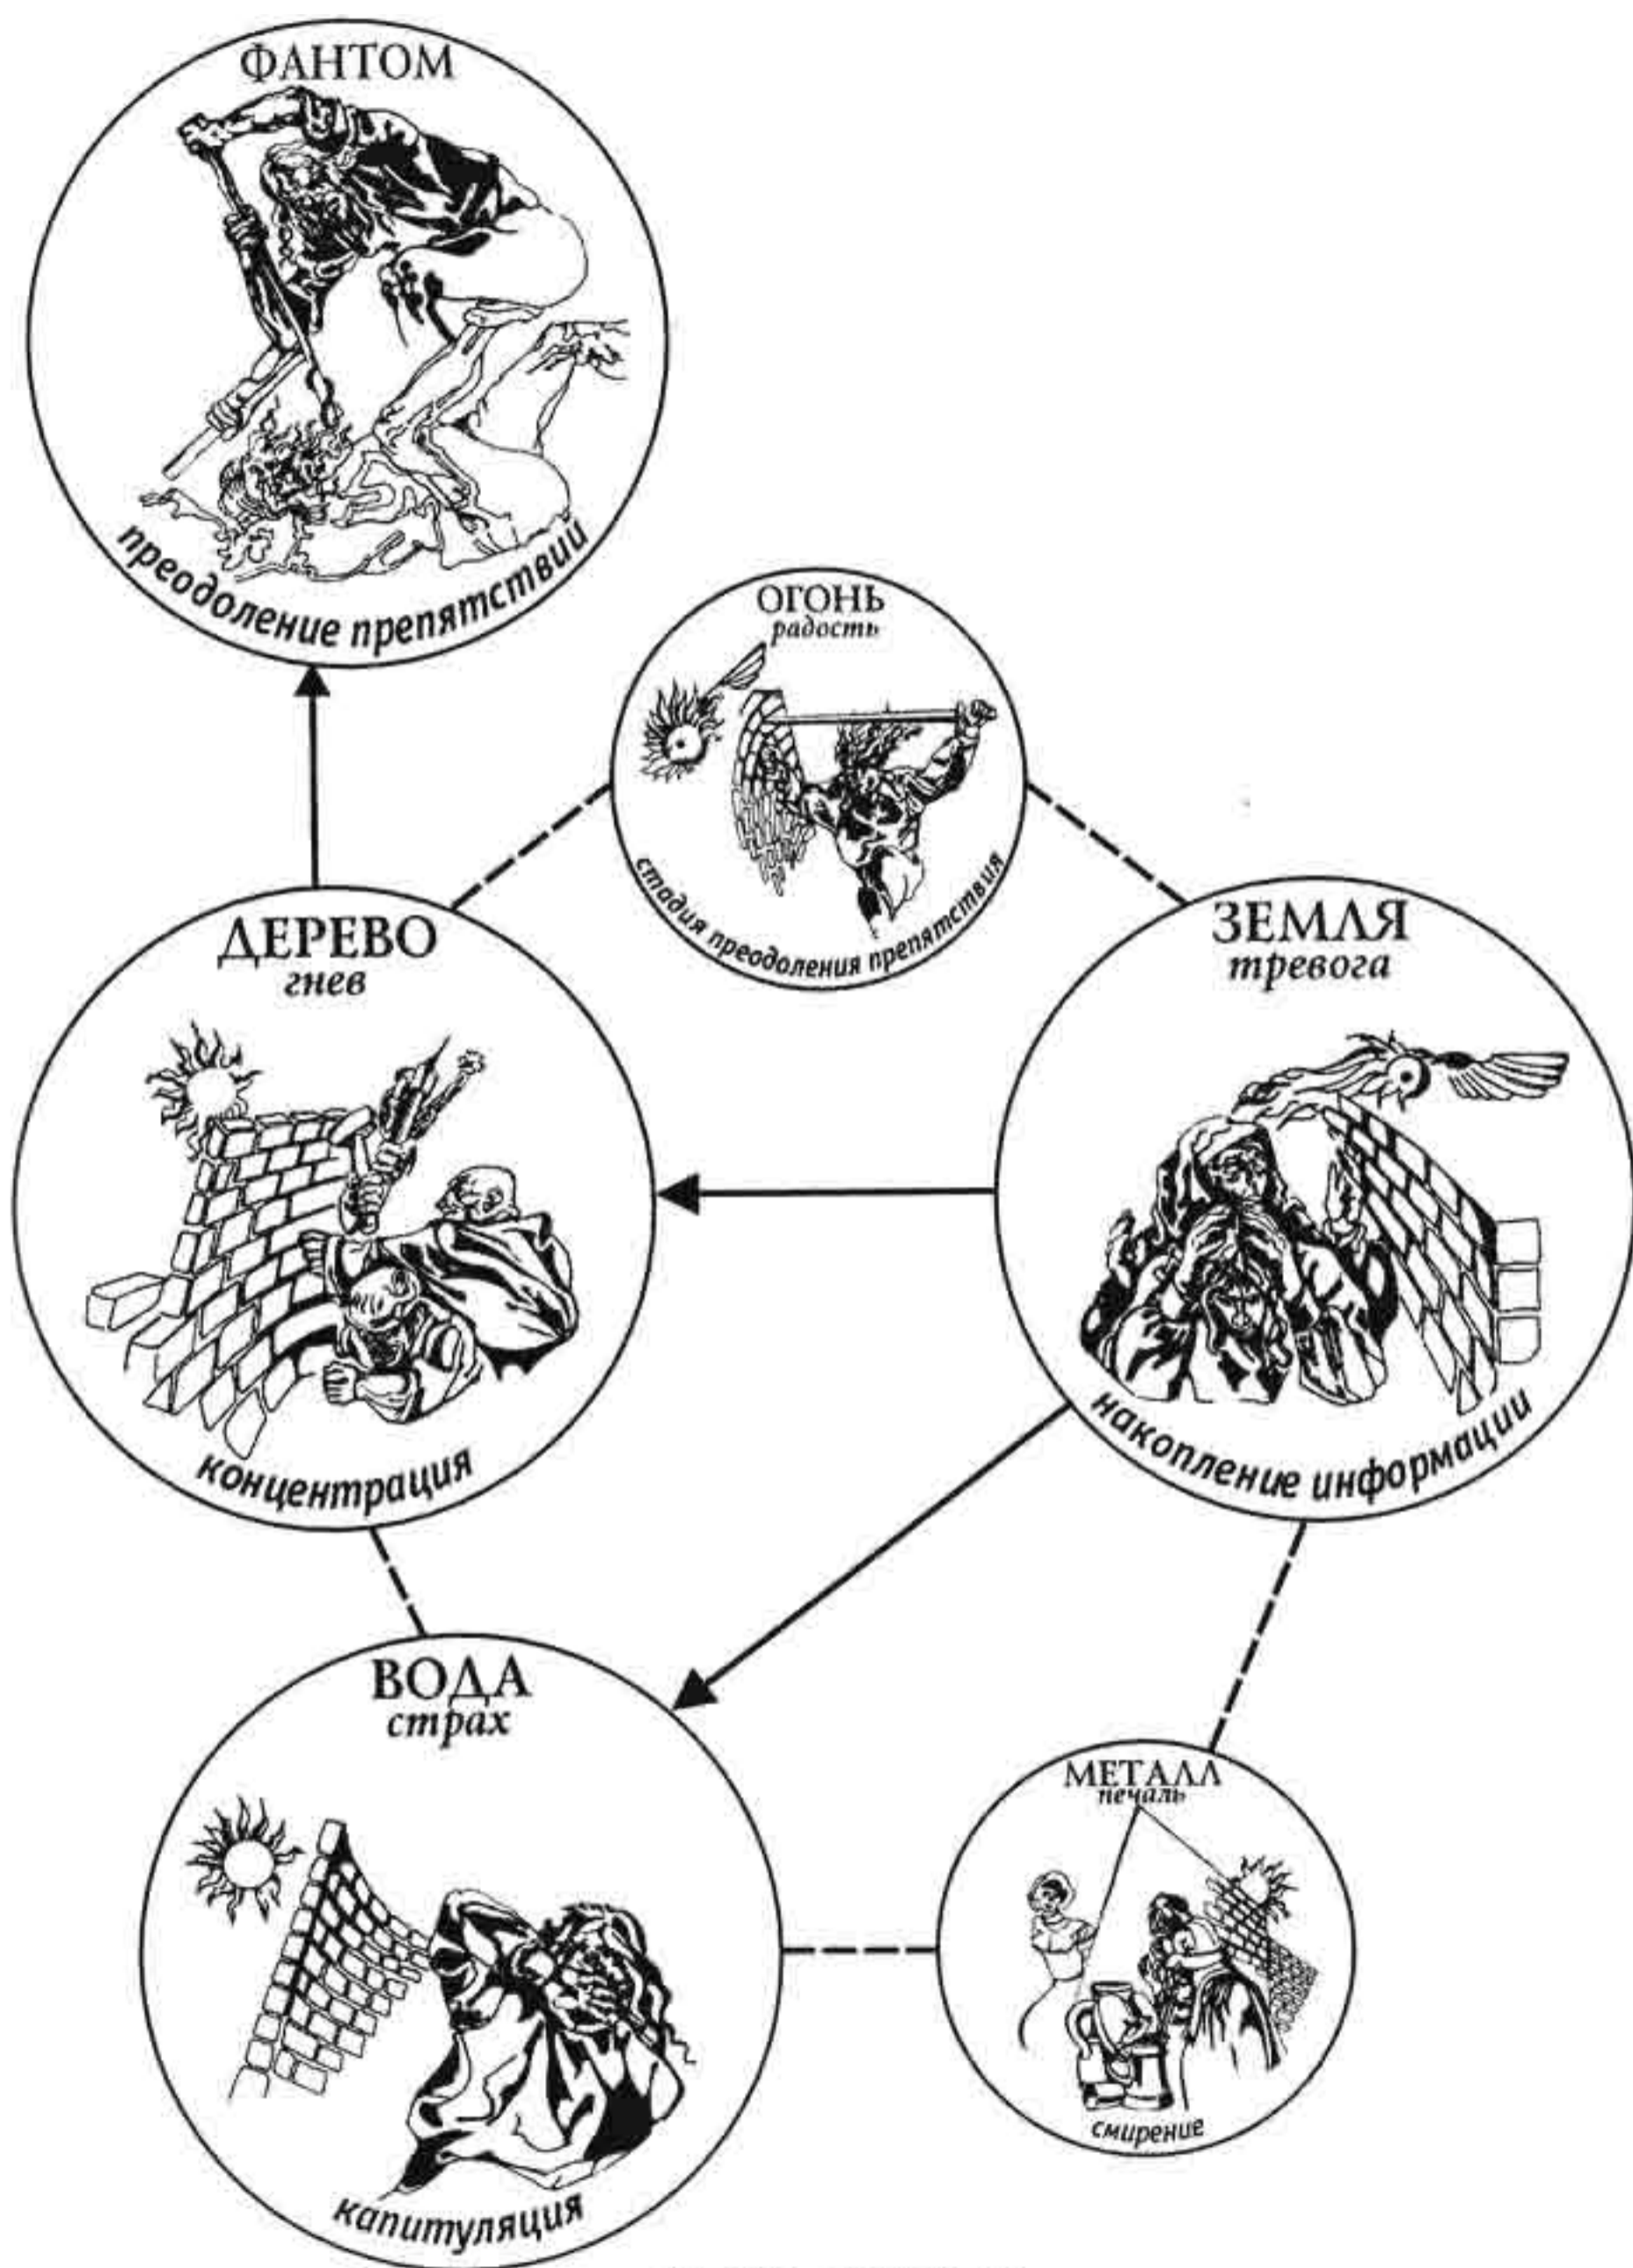 ФАНТОМ
преодоление препятствий
ОГОНЬ
радость
стадия преодоления препятствия
ДЕРЕВО
гнев
концентрация
ЗЕМЛЯ
тревога
накопление информации
ВОДА
страх
капитуляция
МЕТАЛЛ
печаль
смирение